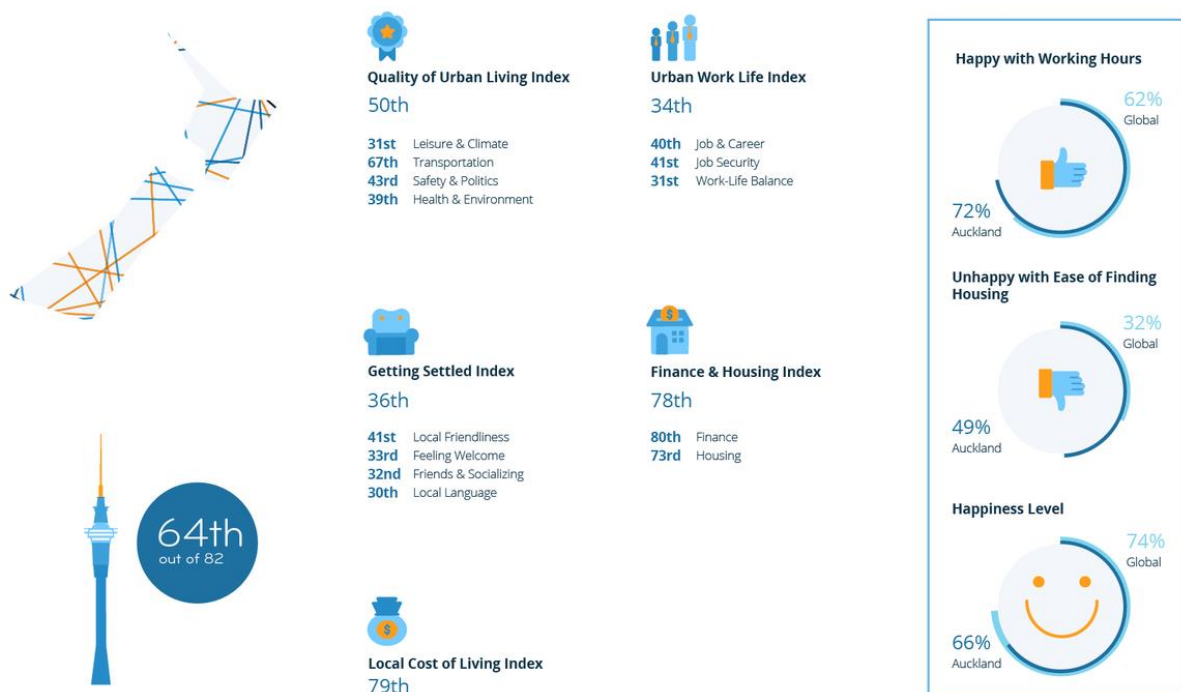 Quality of Urban Living Index
50th
31st Leisure & Climate
67th Transportation
43rd Safety & Politics
39th Health & Environment
Urban Work Life Index
34th
40th Job & Career
41st Job Security
31st Work-Life Balance
Getting Settled Index
36th
41st Local Friendliness
33rd Feeling Welcome
32nd Friends & Socializing
30th Local Language
Finance & Housing Index
78th
80th Finance
73rd Housing
64th
out of 82
$
$
Local Cost of Living Index
79th
Happy with Working Hours
62%
Global
72%
Auckland
Unhappy with Ease of Finding
Housing
32%
Global
49%
Auckland
Happiness Level
74%
Global
66%
Auckland